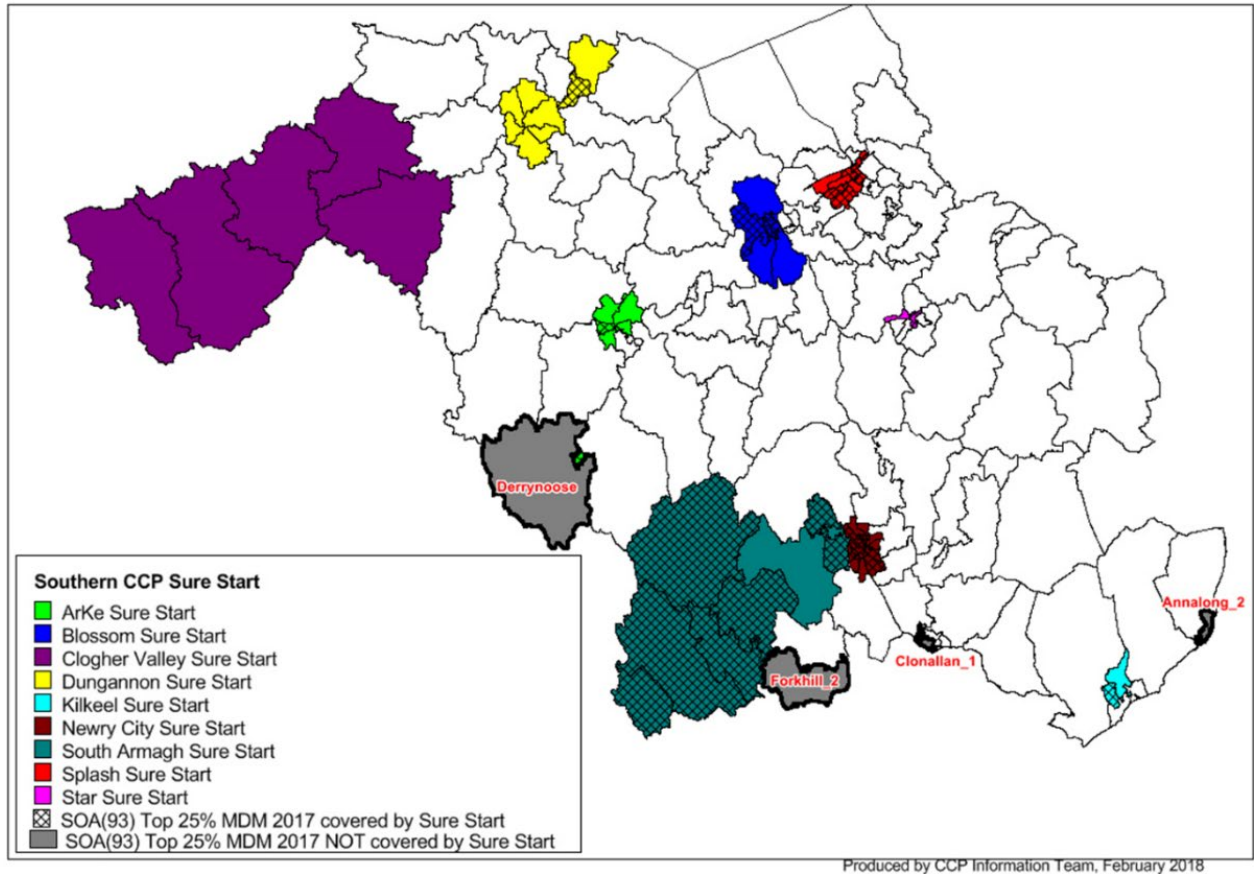 Derrynoose
Annalong_2
Clonallan_1
Forkhill_2
Southern CCP Sure Start
ArKe Sure Start
Blossom Sure Start
Clogher Valley Sure Start
Dungannon Sure Start
Kilkeel Sure Start
Newry City Sure Start
South Armagh Sure Start
Splash Sure Start
Star Sure Start
SOA(93) Top 25% MDM 2017 covered by Sure Start
SOA(93) Top 25% MDM 2017 NOT covered by Sure Start
Produced by CCP Information Team, February 2018